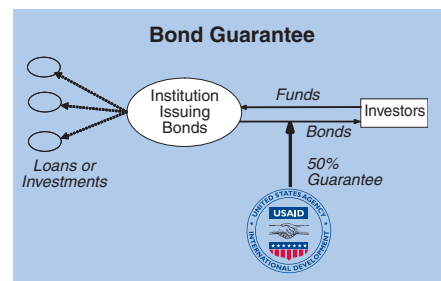 Bond Guarantee
Institution
Issuing
Bonds
Funds
Investors
Bonds
Loans or
Investments
50%
Guarantee
UNITED STATES AGENCY
USAID
INTERNATIONAL DEVELOPMENT